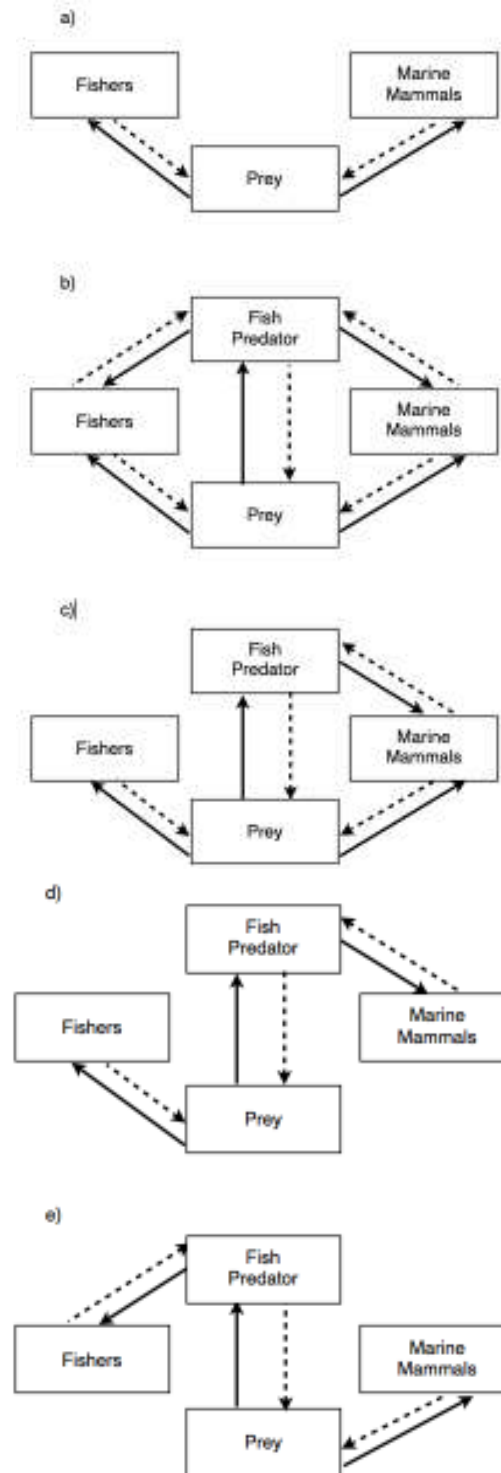 a)
Fishers
Marine
Mammals
Prey
b)
Fish
Predator
Fishers
Marine
Mammals
Prey
c)
Fish
Predator
Fishers
Marine
Mammals
Prey
d)
Fish
Predator
Fishers
Marine
Mammals
Prey
e)
Fish
Predator
Fishers
Marine
Mammals
Prey